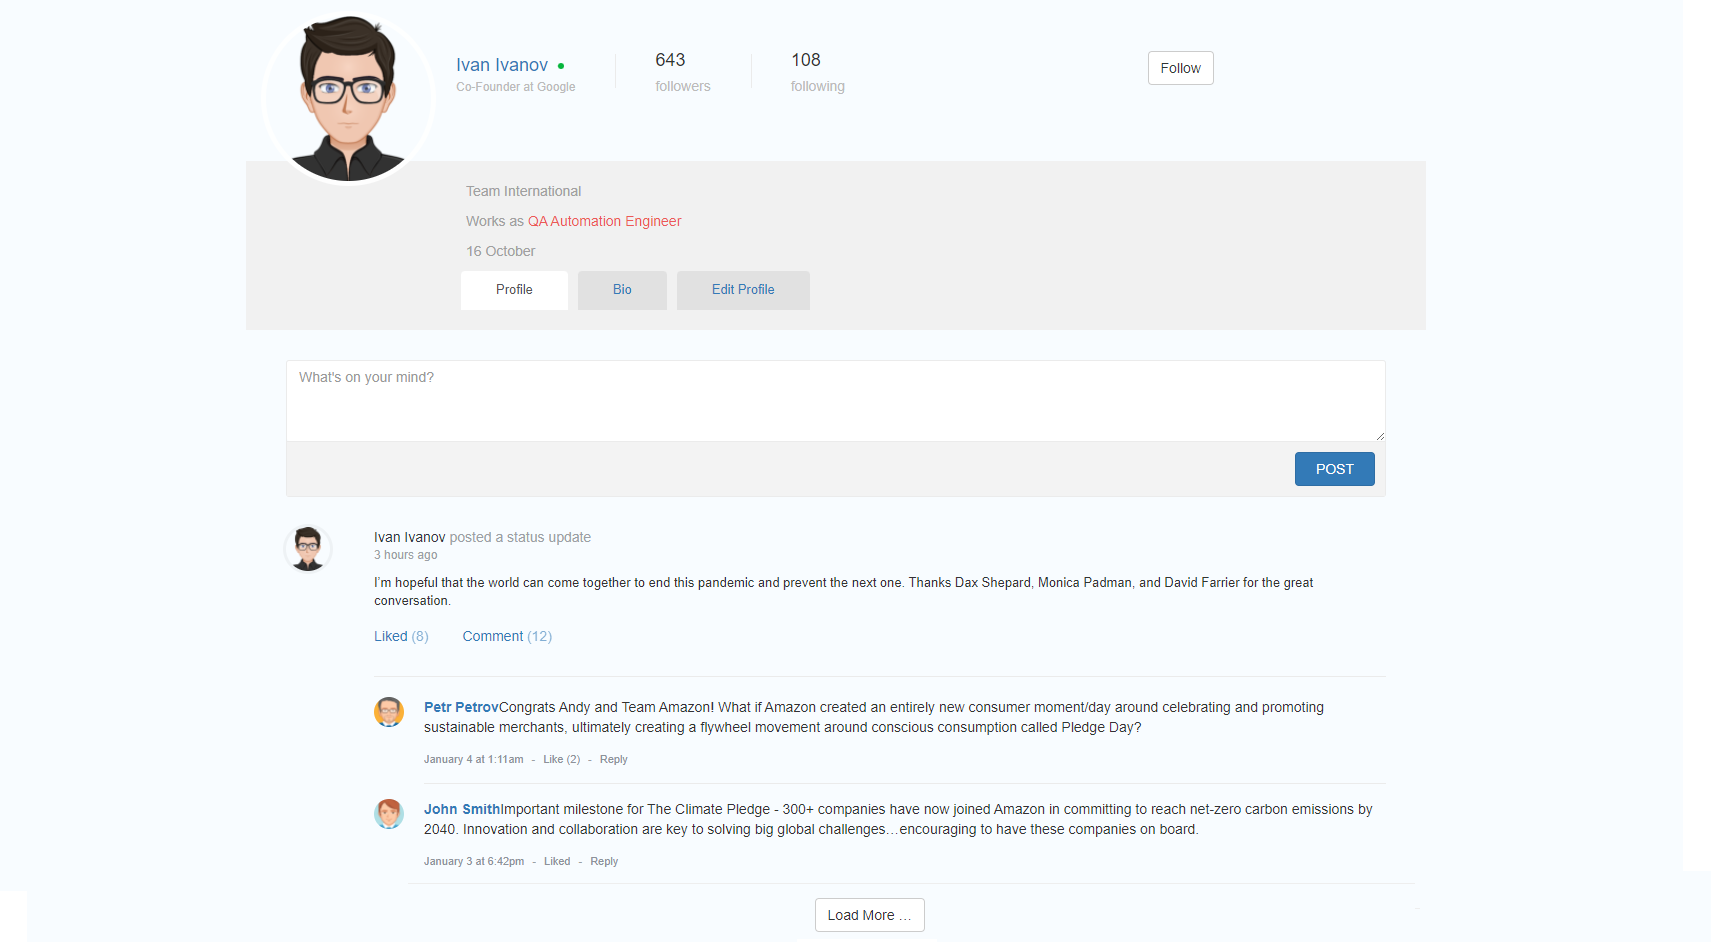 Ivan Ivanov
Co-Founder at Google
643
followers
108
following
Follow
Team International
Works as QA Automation Engineer
16 October
Profile
Bio
Edit Profile
What's on your mind?
POST
Ivan Ivanov posted a status update
3 hours ago
I'm hopeful that the world can come together to end this pandemic and prevent the next one. Thanks Dax Shepard, Monica Padman, and David Farrier for the great
conversation.
Liked (8) Comment (12)
Petr PetrovCongrats Andy and Team Amazon! What if Amazon created an entirely new consumer moment/day around celebrating and promoting
sustainable merchants, ultimately creating a flywheel movement around conscious consumption called Pledge Day?
January 4 at 1:11am - Like (2) - Reply
John SmithImportant milestone for The Climate Pledge - 300+ companies have now joined Amazon in committing to reach net-zero carbon emissions by
2040. Innovation and collaboration are key to solving big global challenges…encouraging to have these companies on board.
January 3 at 6:42pm - Liked - Reply
Load More …